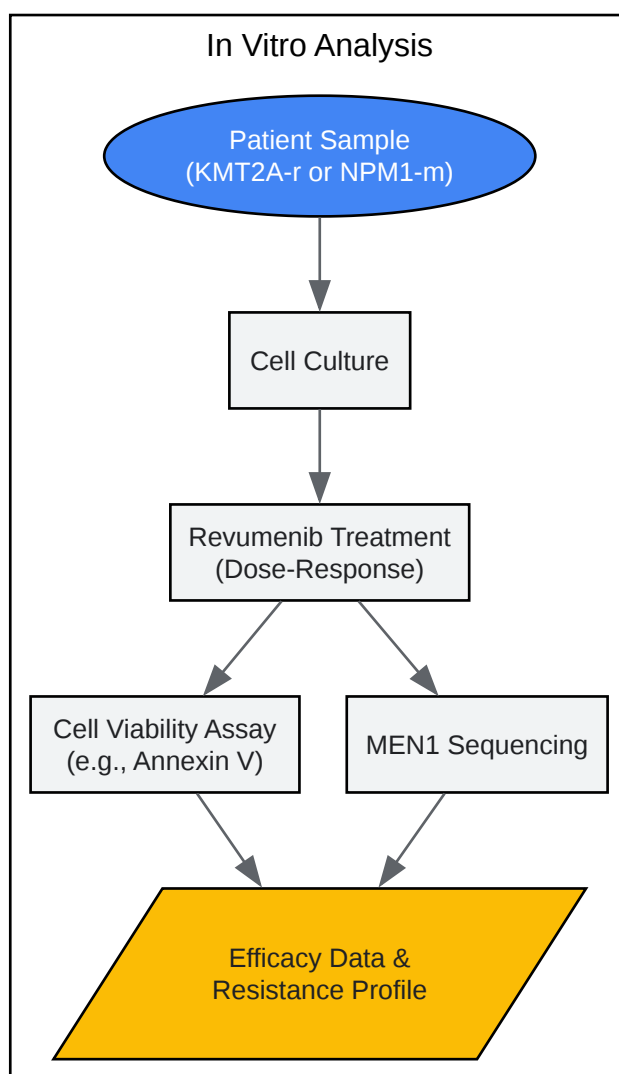 In Vitro Analysis
Patient Sample
(KMT2A-r or NPM1-m)
Cell Culture
Revumenib Treatment
(Dose-Response)
Cell Viability Assay
(e.g., Annexin V)
MEN1 Sequencing
Efficacy Data &
Resistance Profile